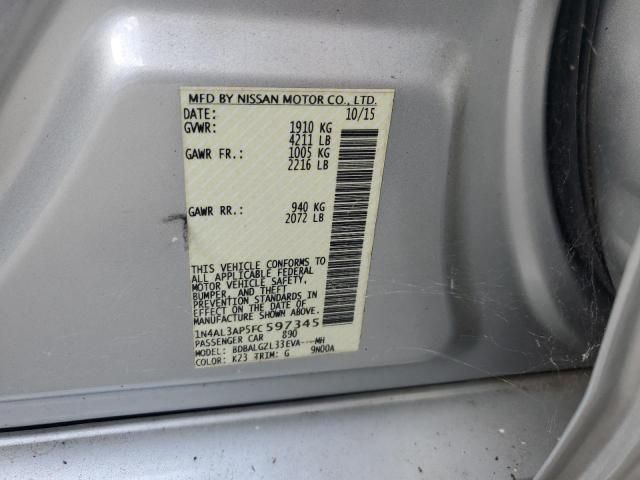 MFD BY NISSAN MOTOR CO., LTD.
DATE: 10/15
GVWR: 1910 KG
4211 LB
GAWR FR.: 1005 KG
2216 LB
GAWR RR.: 940 KG
2072 LB
THIS VEHICLE CONFORMS TO
ALL APPLICABLE FEDERAL
MOTOR VEHICLE SAFETY,
BUMPER, AND THEFT
PREVENTION STANDARDS IN
EFFECT ON THE DATE OF
MANUFACTURE SHOWN ABOVE.
1N4AL3AP5FC597345
PASSENGER CAR 890
MODEL: BDBALGZL33EVA---MH
COLOR: K23 TRIM: G 9N00A